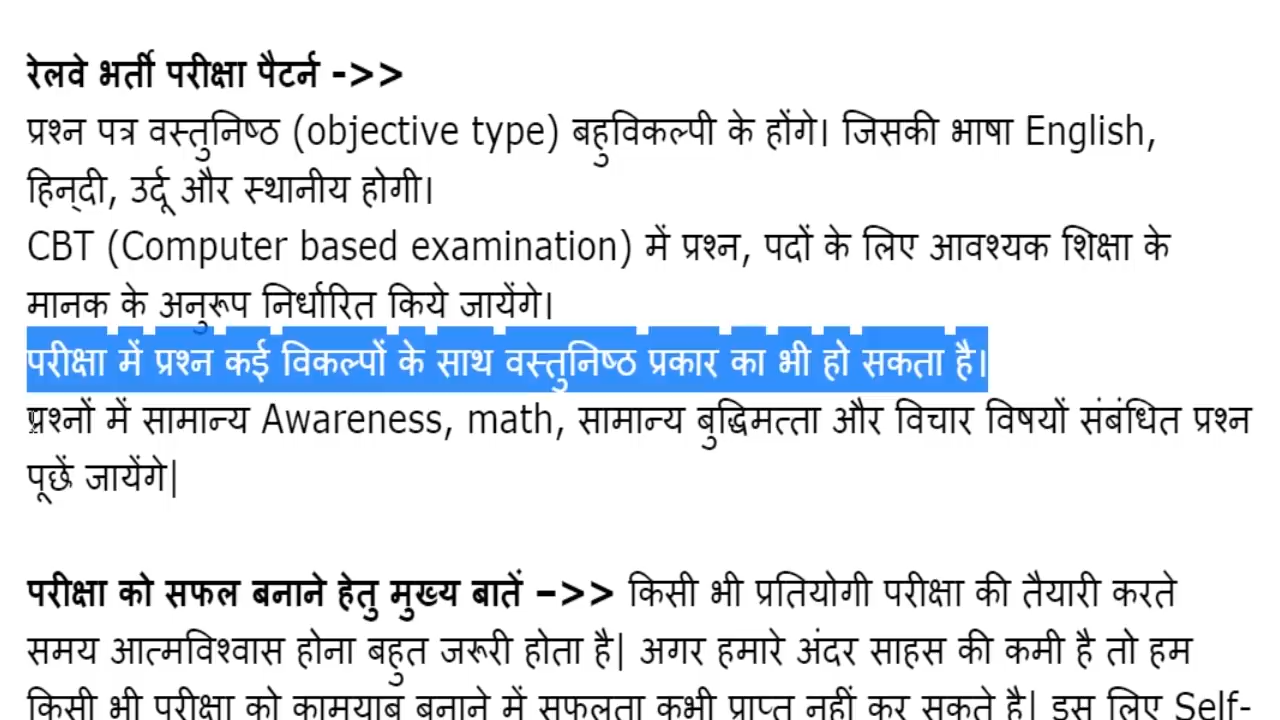 रेलवे भर्ती परीक्षा पैटर्न ->>
प्रश्न पत्र वस्तुनिष्ठ (objective type) बहुविकल्पी के होंगे। जिसकी भाषा English,
हिन्‌दी, उर्दू और स्थानीय होगी।
CBT (Computer based examination) में प्रश्न, पदों के लिए आवश्यक शिक्षा के
मानक के अनुरूप निर्धारित किये जायेंगे।
परीक्षा में प्रश्न कई विकल्पों के साथ वस्तुनिष्ठ प्रकार का भी हो सकता है।
प्रश्नों में सामान्य Awareness, math, सामान्य बुद्धिमत्ता और विचार विषयों संबंधित प्रश्न
पूछें जायेंगे|
परीक्षा को सफल बनाने हेतु मुख्य बातें –>> किसी भी प्रतियोगी परीक्षा की तैयारी करते
समय आत्मविश्वास होना बहुत जरूरी होता है| अगर हमारे अंदर साहस की कमी है तो हम
किसी भी परीक्षा को कामयाब बनाने में सफलता कभी प्राप्त नहीं कर सकते है| इस लिए Self-